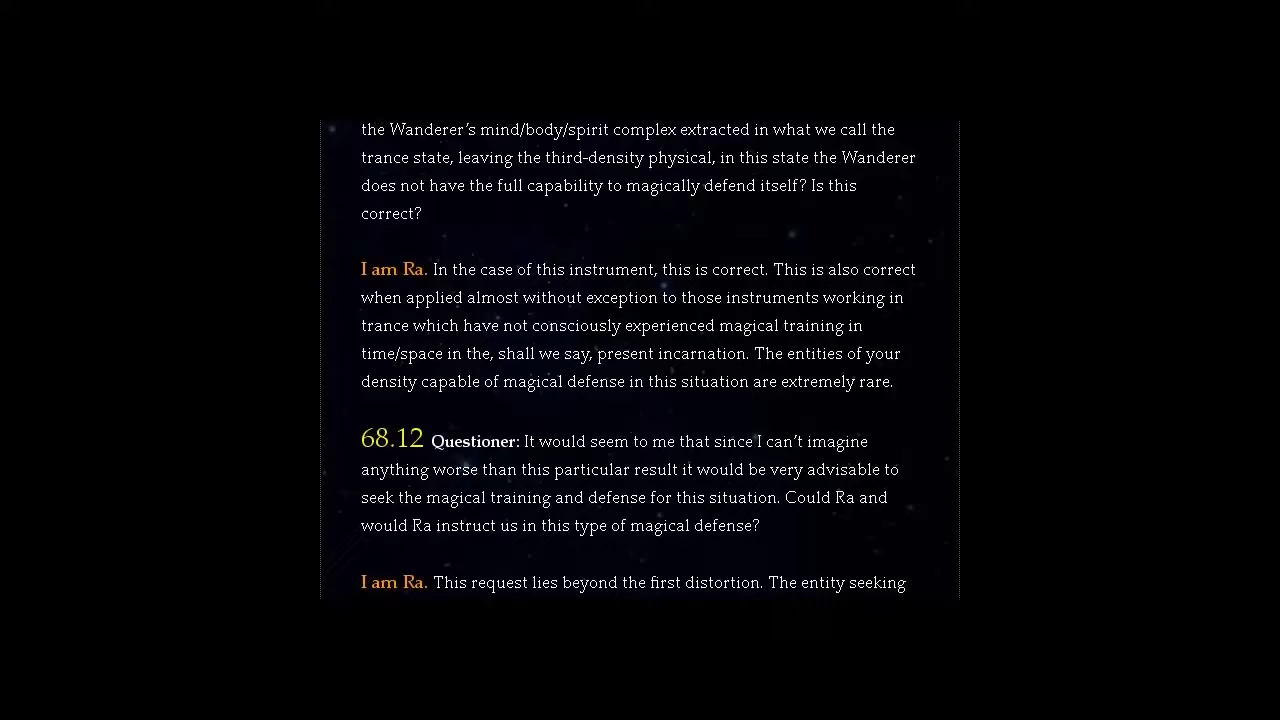 the Wanderer's mind/body/spirit complex extracted in what we call the
trance state, leaving the third-density physical, in this state the Wanderer
does not have the full capability to magically defend itself? Is this
correct?
I am Ra. In the case of this instrument, this is correct. This is also correct
when applied almost without exception to those instruments working in
trance which have not consciously experienced magical training in
time/space in the, shall we say, present incarnation. The entities of your
density capable of magical defense in this situation are extremely rare.
68.12 Questioner: It would seem to me that since I can't imagine
anything worse than this particular result it would be very advisable to
seek the magical training and defense for this situation. Could Ra and
would Ra instruct us in this type of magical defense?
I am Ra. This request lies beyond the first distortion. The entity seeking